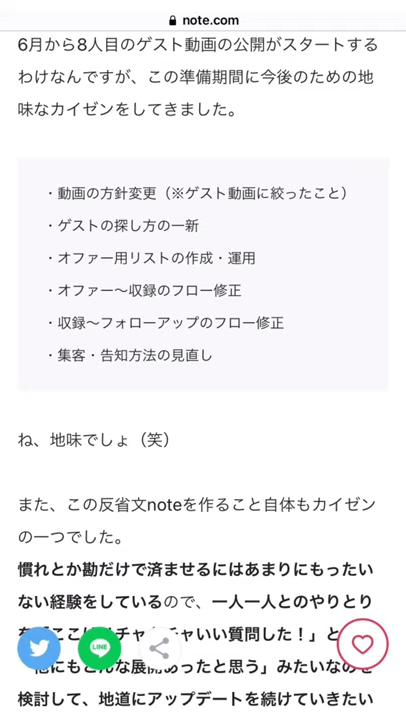 note.com
6月から8人目のゲスト動画の公開がスタートする
わけなんですが、この準備期間に今後のための地
味なカイゼンをしてきました。
・動画の方針変更（※ゲスト動画に絞ったこと）
・ゲストの探し方の一新
・オファー用リストの作成・運用
・オファー〜収録のフロー修正
・収録〜フォローアップのフロー修正
・集客・告知方法の見直し
ね、地味でしょ（笑）
また、この反省文noteを作ること自体もカイゼン
の一つでした。
慣れとか勘だけで済ませるにはあまりにもったい
ない経験をしているので、一人一人とのやりとり
チャいい質問した！」と
展開あったと思う」みたいなのを
検討して、地道にアップデートを続けていきたい
LINE